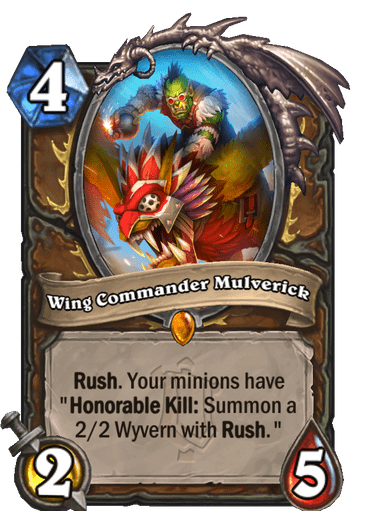 4
Wing Commander Mulverick
Rush. Your minions have
"Honorable Kill: Summon a
2/2 Wyvern with Rush. "
2
5